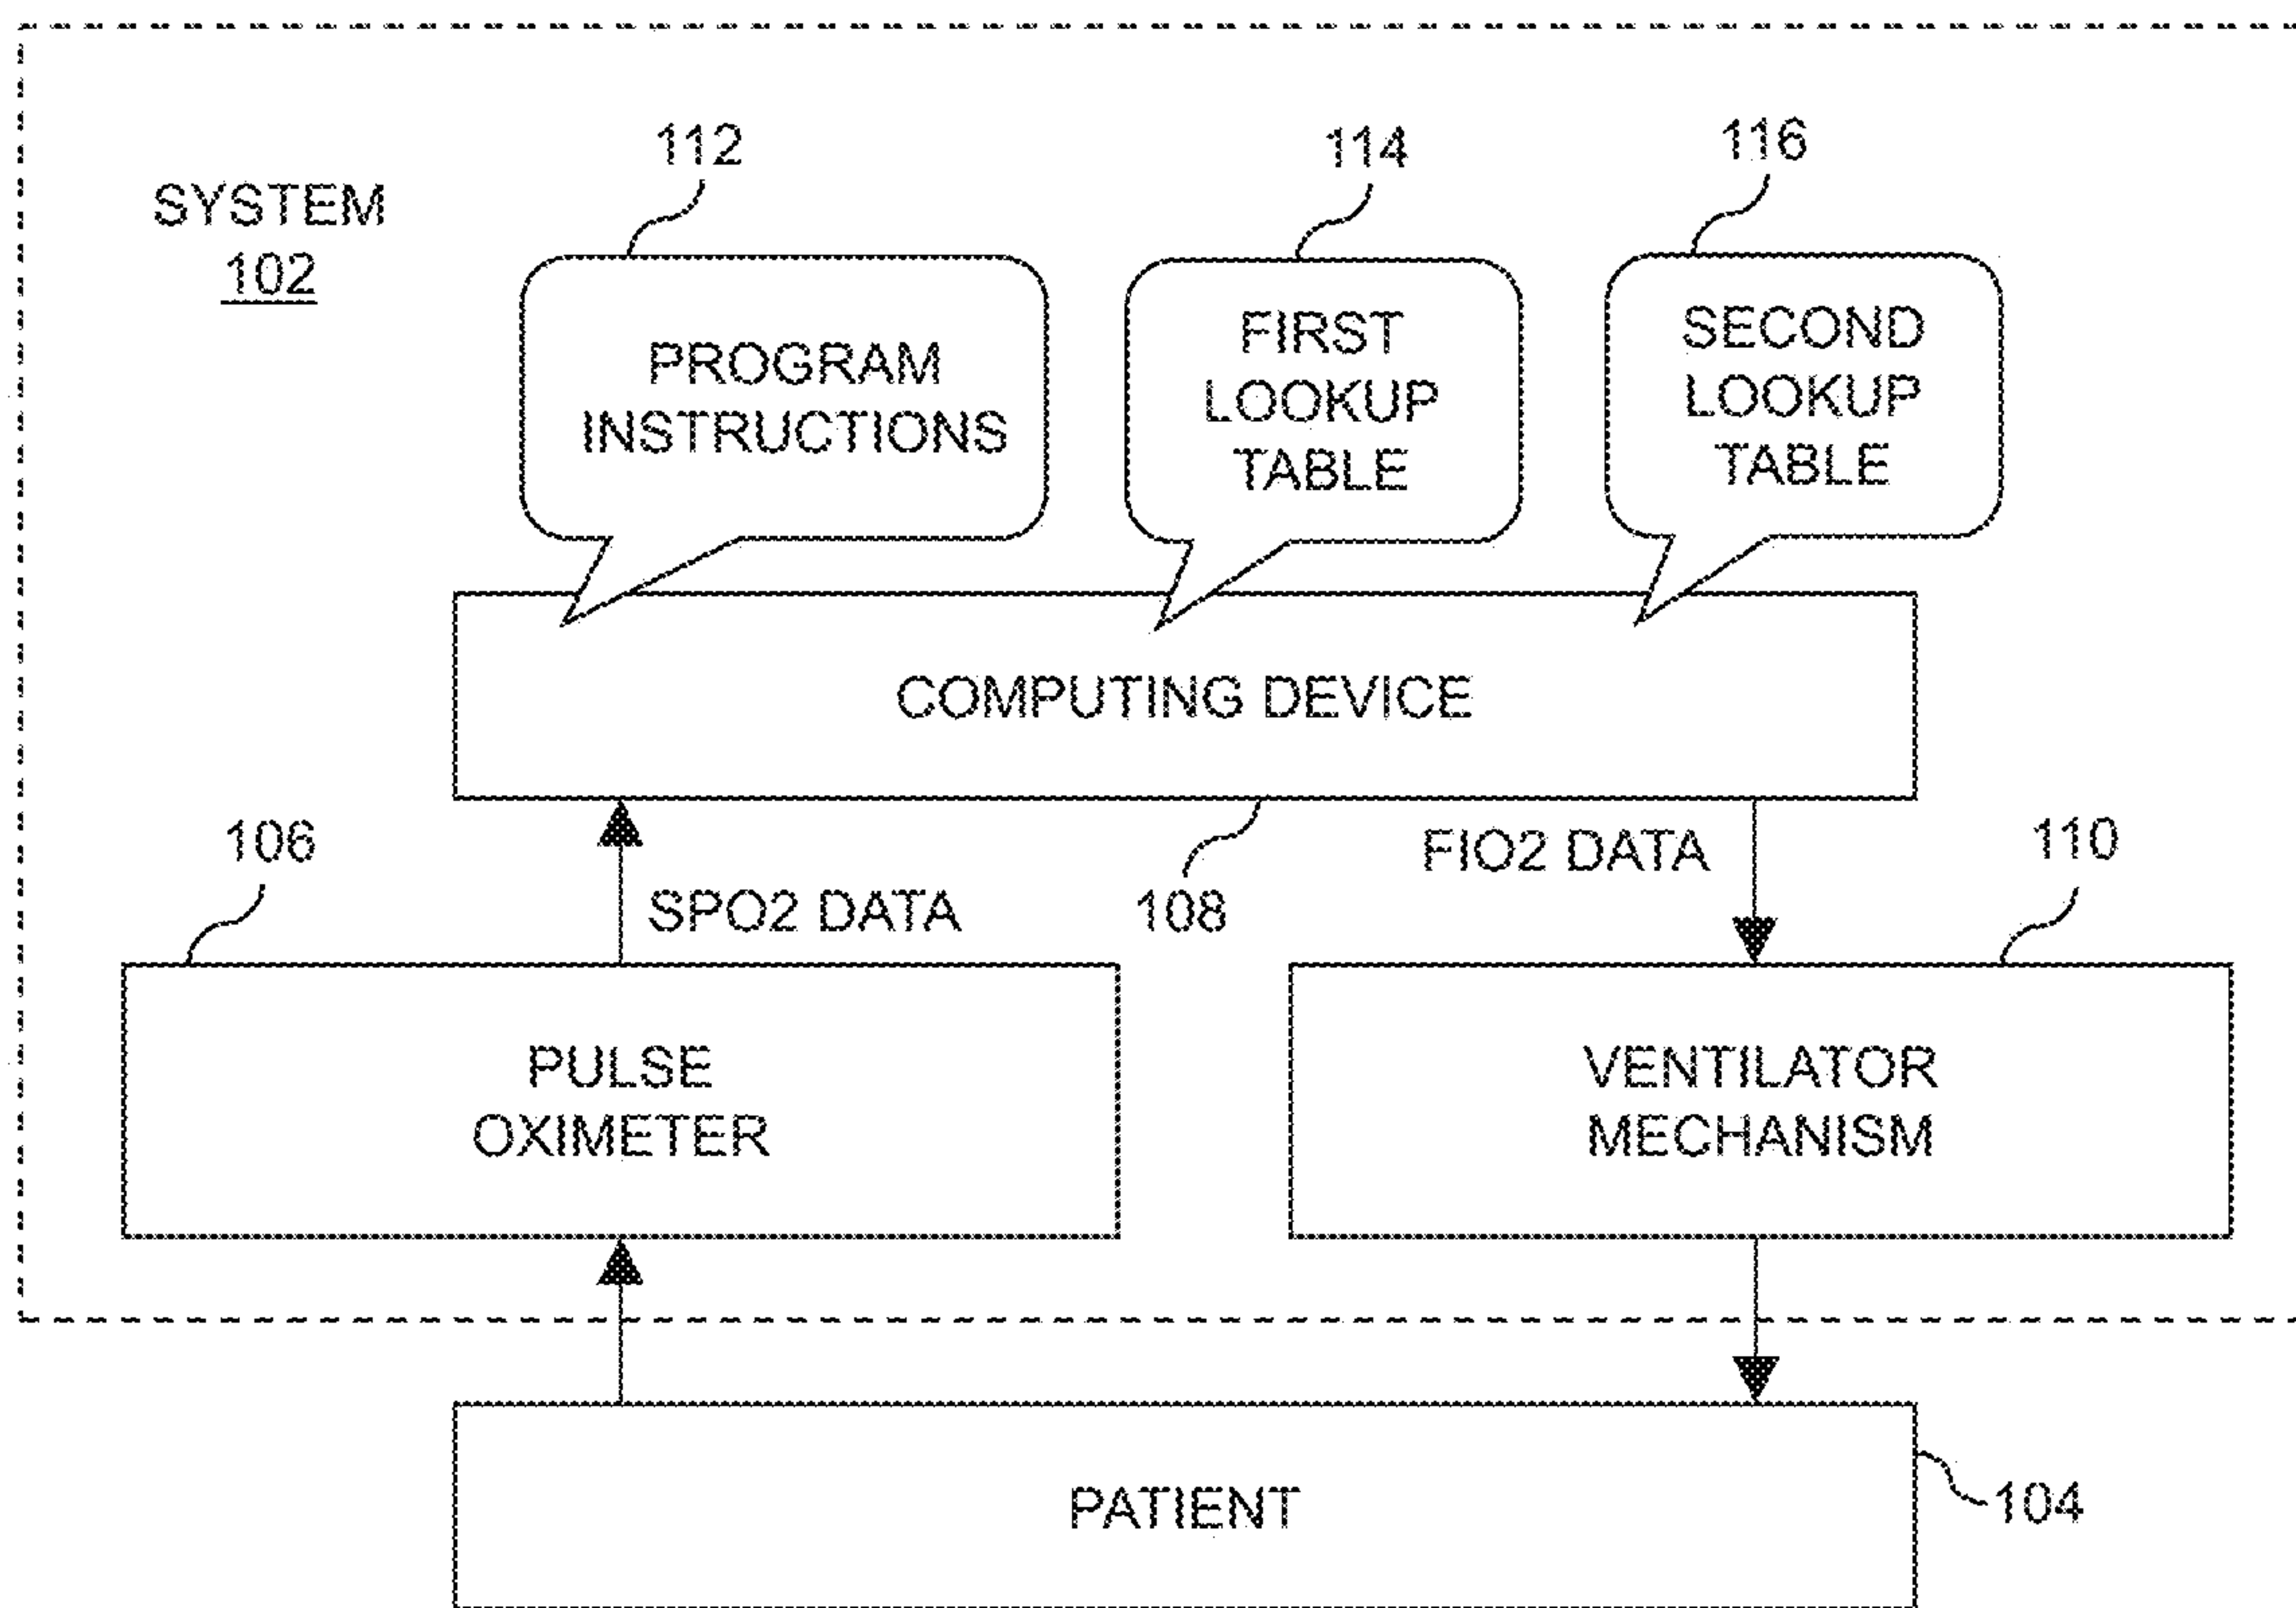 112
114
116
SYSTEM
102
PROGRAM
INSTRUCTIONS
FIRST
LOOKUP
TABLE
SECOND
LOOKUP
TABLE
COMPUTING DEVICE
106
SPO2 DATA
108
FIO2 DATA
110
PULSE
OXIMETER
VENTILATOR
MECHANISM
PATIENT
104